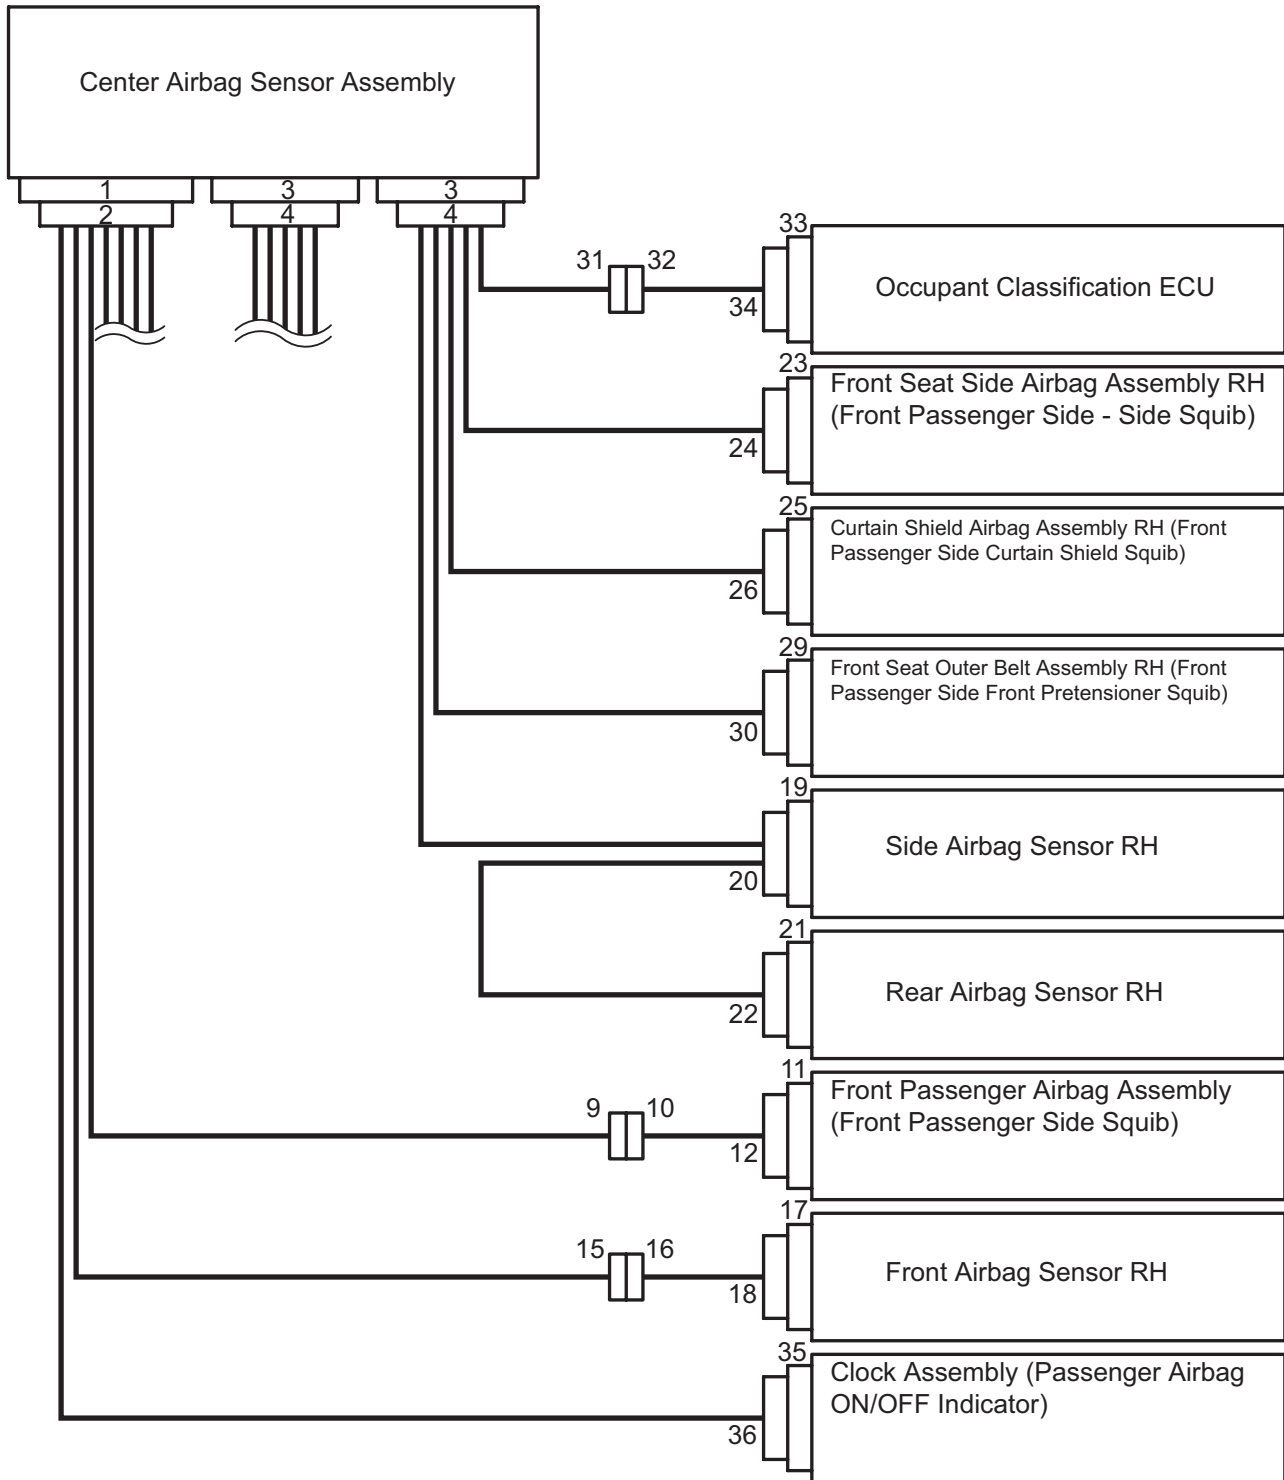 Center Airbag Sensor Assembly
1 3 3
2 4 4
31 32 33
Occupant Classification ECU
34
23
Front Seat Side Airbag Assembly RH
(Front Passenger Side - Side Squib)
24
25
Curtain Shield Airbag Assembly RH (Front
Passenger Side Curtain Shield Squib)
26
29
Front Seat Outer Belt Assembly RH (Front
Passenger Side Front Pretensioner Squib)
30
19
Side Airbag Sensor RH
20
21
Rear Airbag Sensor RH
22
11
Front Passenger Airbag Assembly
(Front Passenger Side Squib)
9 10
12
17
15 16
Front Airbag Sensor RH
18
35
Clock Assembly (Passenger Airbag
ON/OFF Indicator)
36